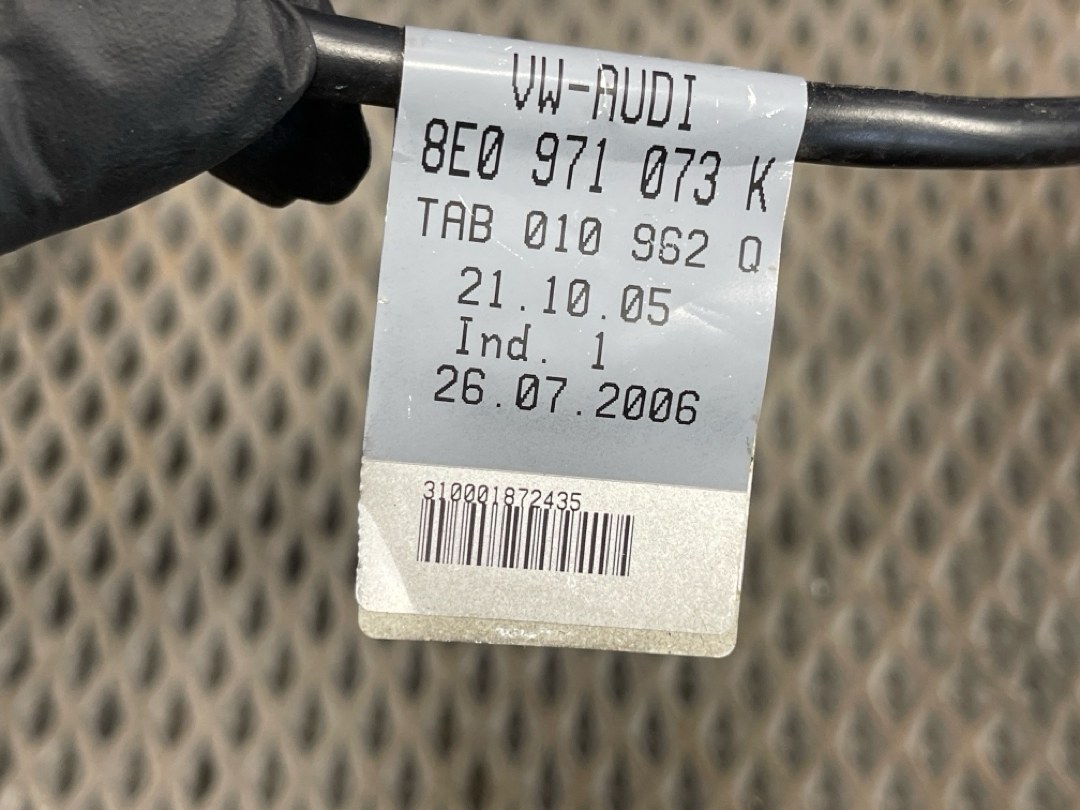 VW-AUDI
8E0 971 073 K
TAB 010 962 Q
21.10.05
Ind. 1
26.07.2006
310001872435